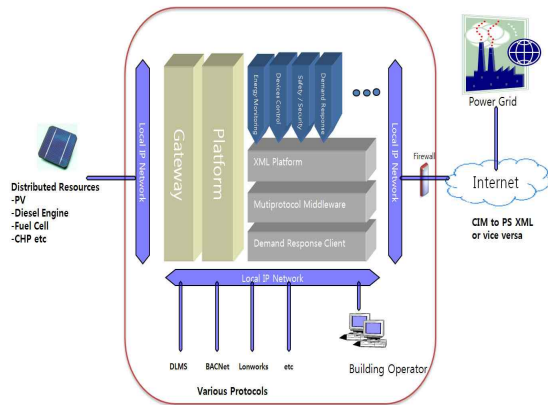 Power Grid
Energy Monitoring
Devices Control
Safety / Security
Demand Response
Local IP Network
Gateway
Platform
Local IP Network
XML Platform
Mutiprotocol Middleware
Demand Response Client
Firewall
Internet
CIM to PS XML
or vice versa
Distributed Resources
-PV
-Diesel Engine
-Fuel Cell
-CHP etc
Local IP Network
DLMS
BACNet
Lonworks
etc
Building Operator
Various Protocols